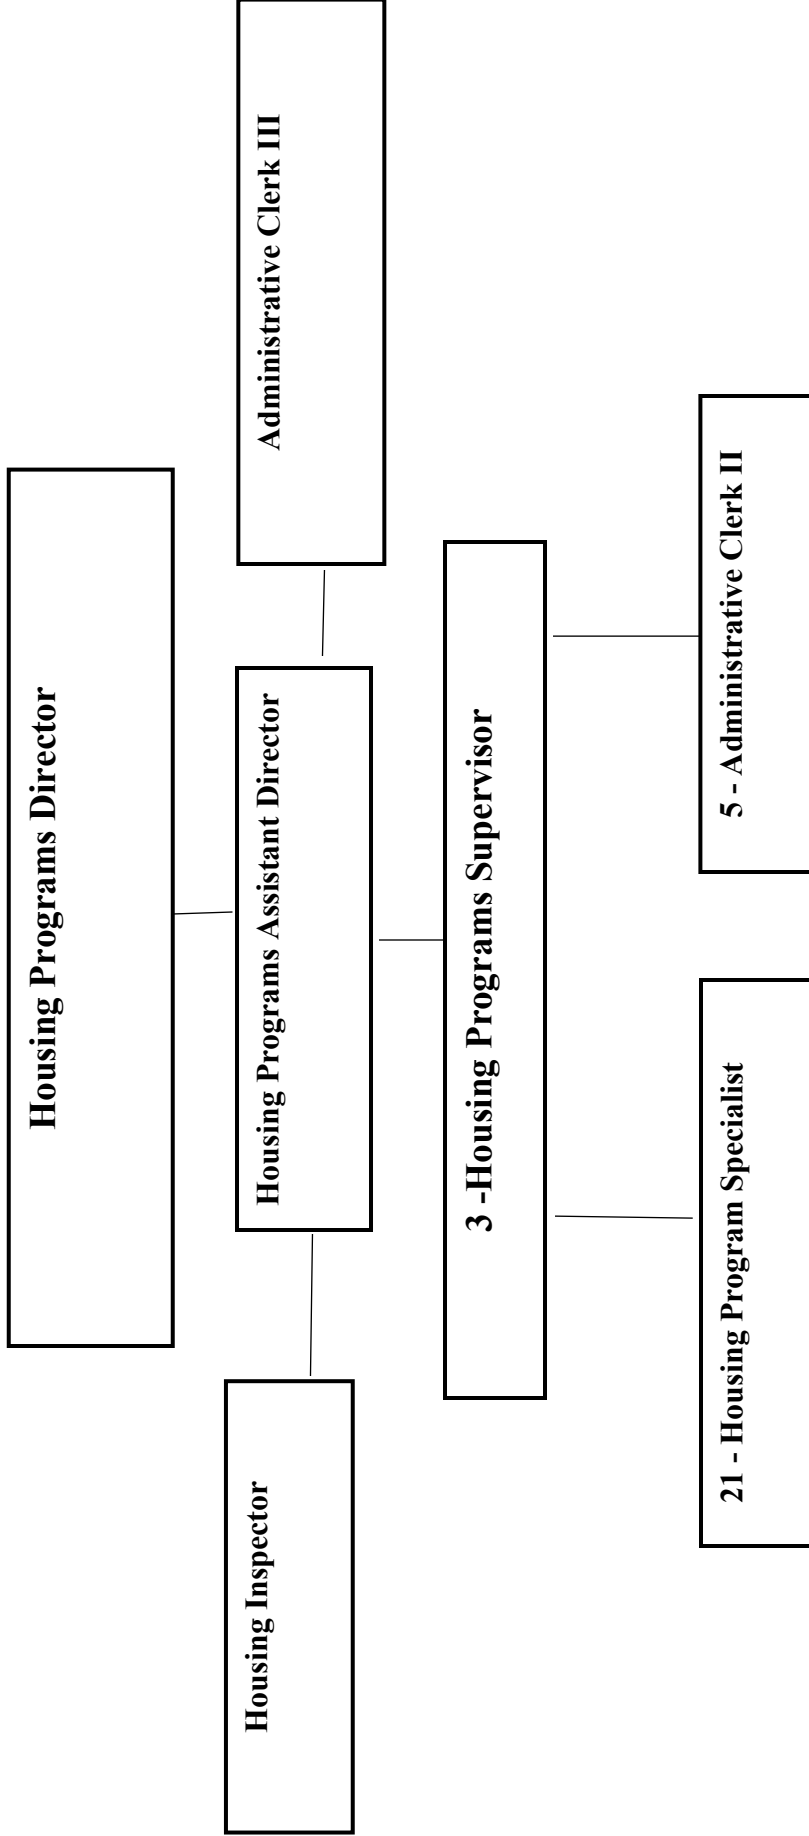 Housing Programs Director
Housing Inspector
Housing Programs Assistant Director
Administrative Clerk III
3 -Housing Programs Supervisor
21 - Housing Program Specialist
5 - Administrative Clerk II